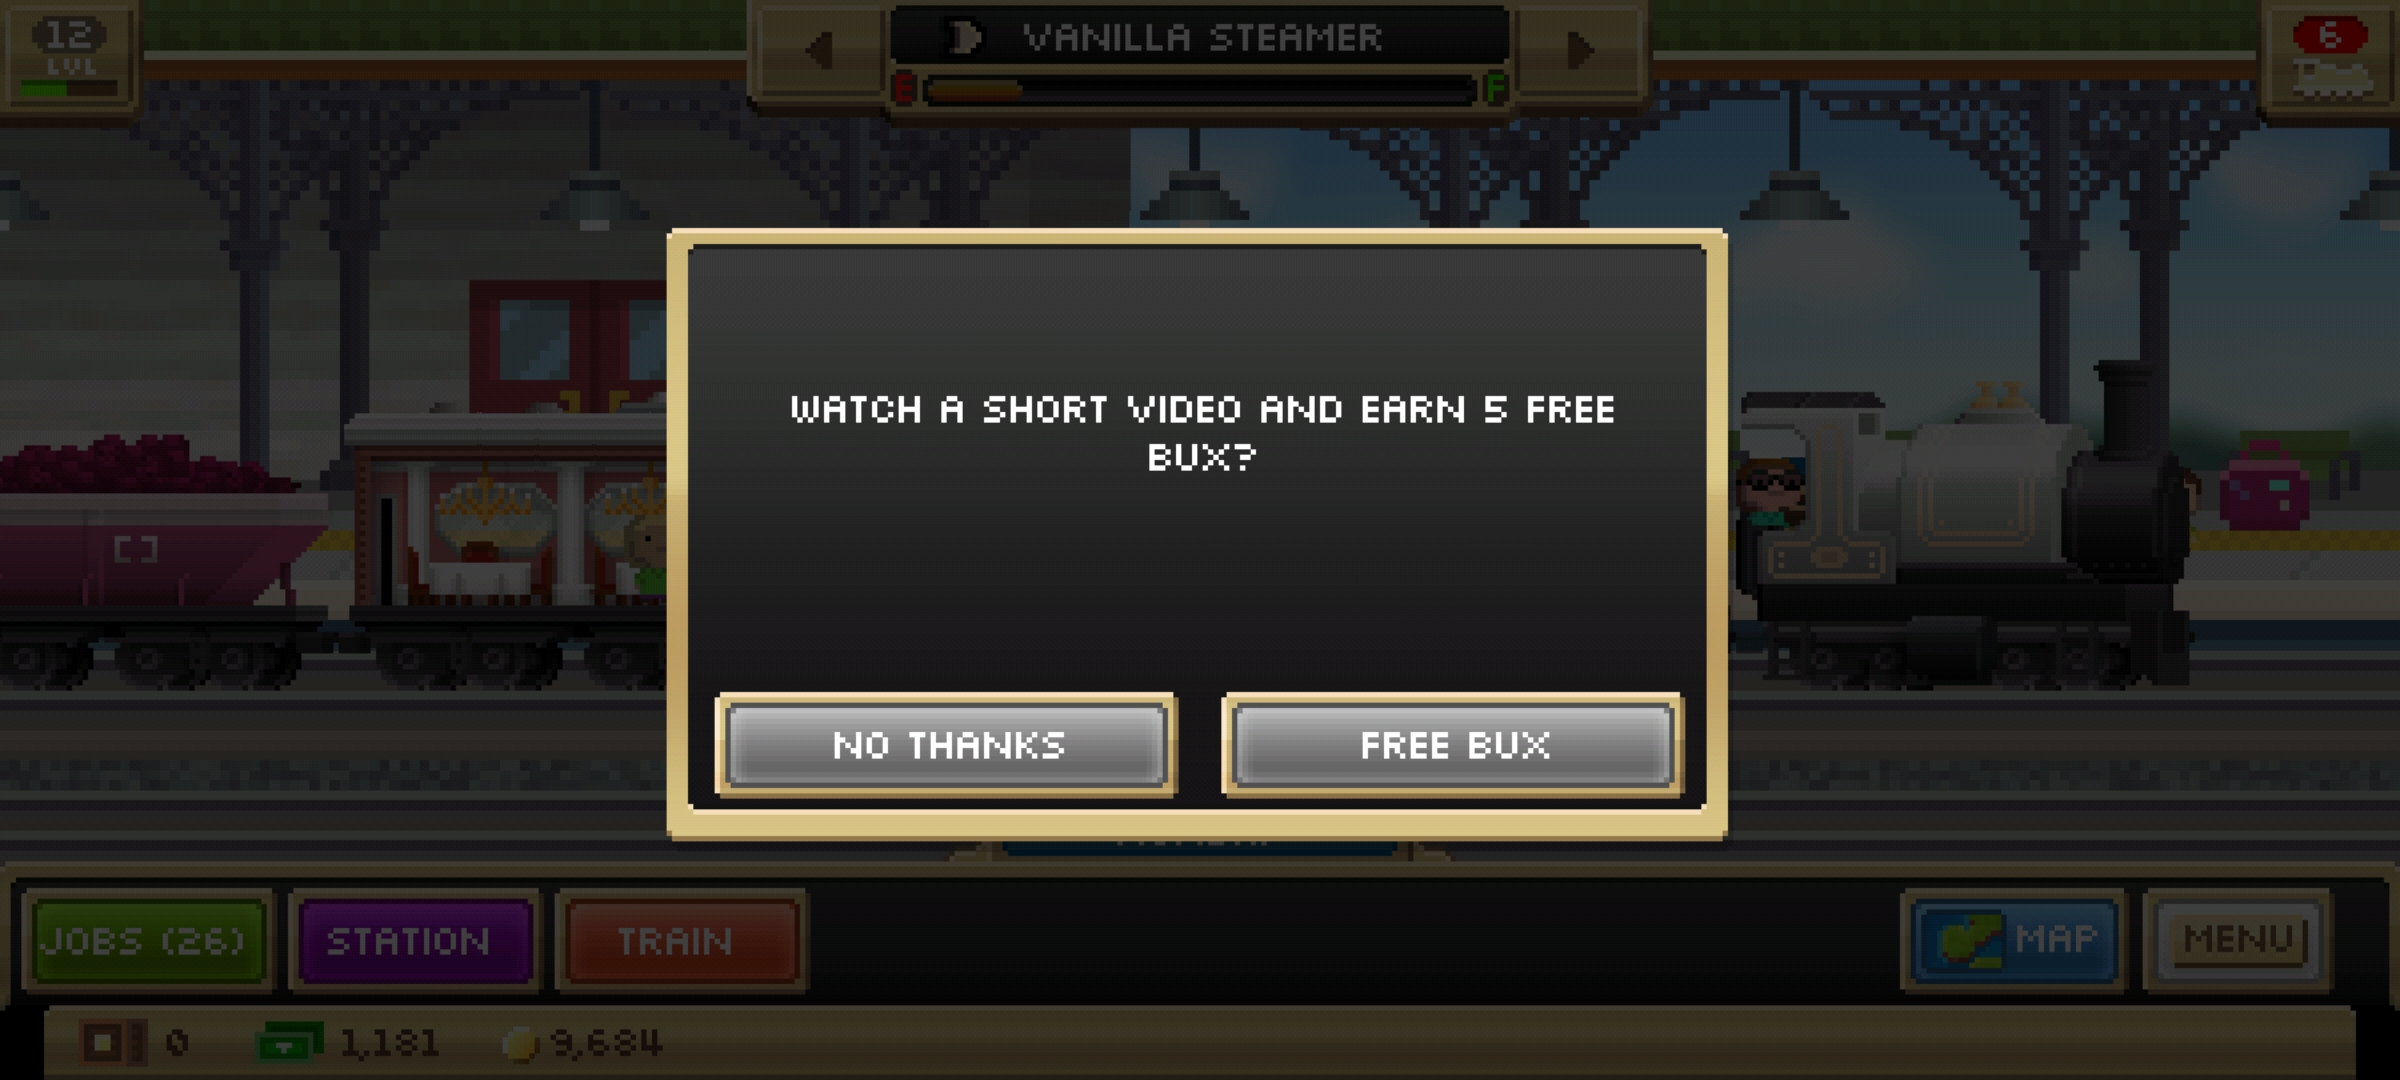 12
LVL
VANILLA STEAMER
E
F
6
WATCH A SHORT VIDEO AND EARN 5 FREE
BUX?
NO THANKS
FREE BUX
JOBS (26)
STATION
TRAIN
MAP
MENU
0
1,181
9,684